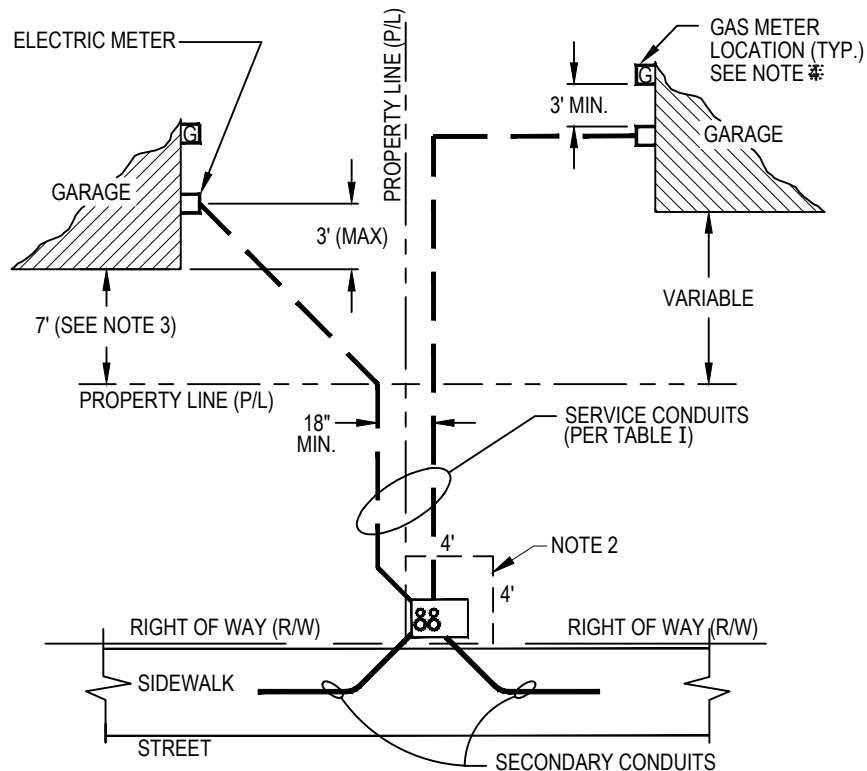 ELECTRIC METER
PROPERTY LINE (P/L)
GAS METER
LOCATION (TYP.)
SEE NOTE
G
3' MIN.
G
GARAGE
GARAGE
3' (MAX)
VARIABLE
7' (SEE NOTE 3)
PROPERTY LINE (P/L)
18"
MIN.
SERVICE CONDUITS
(PER TABLE I)
4'
NOTE 2
4'
RIGHT OF WAY (R/W)
RIGHT OF WAY (R/W)
SIDEWALK
STREET
SECONDARY CONDUITS